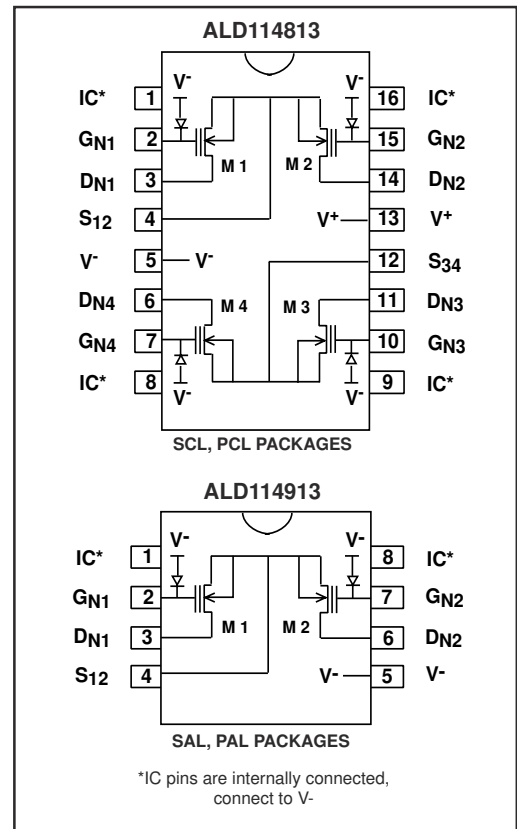 ALD114813
IC* 1 V- V- 16 IC*
GN1 2 15 GN2
M 1 M 2
DN1 3 14 DN2
S12 4 V+ 13 V+
V- 5 V- 12 S34
DN4 6 M 4 M 3 11 DN3
GN4 7 10 GN3
IC* 8 V- V- 9 IC*
SCL, PCL PACKAGES
ALD114913
IC* 1 V- V- 8 IC*
GN1 2 7 GN2
DN1 3 M 1 M 2 6 DN2
S12 4 V- 5 V-
SAL, PAL PACKAGES
*IC pins are internally connected,
connect to V-